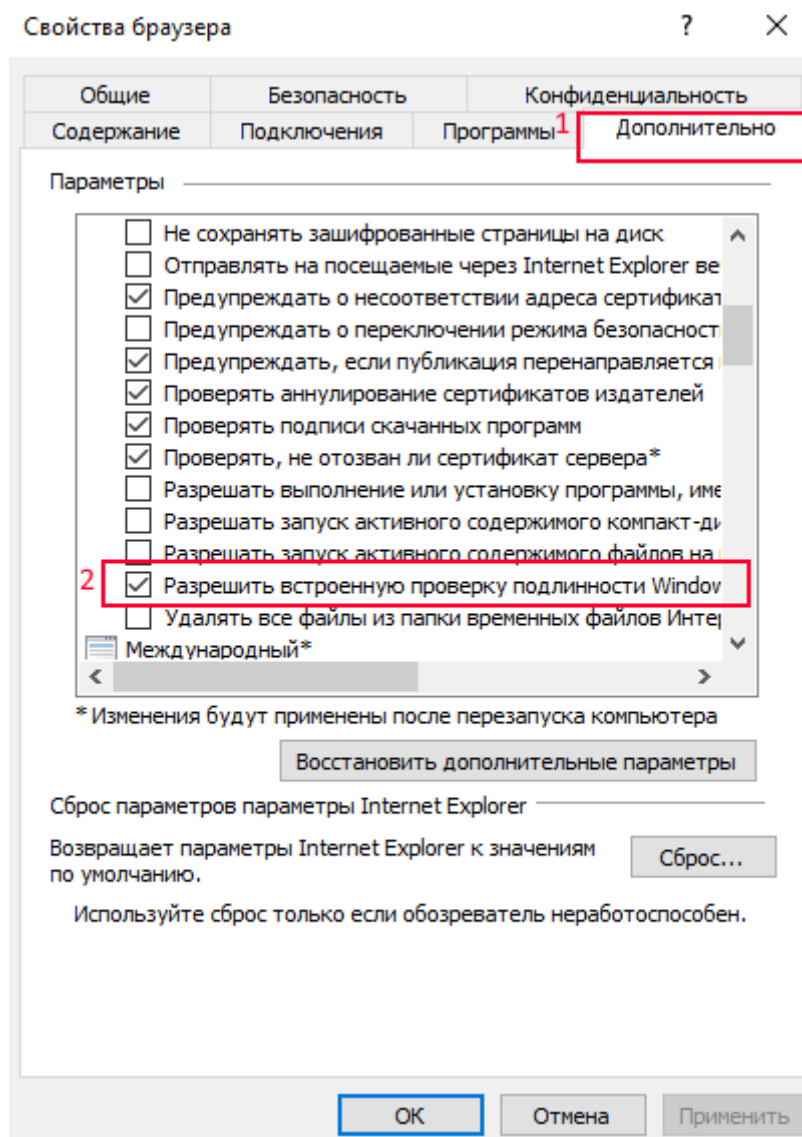 Свойства браузера ?
Общие Безопасность Конфиденциальность
Содержание Подключения Программы 1 Дополнительно
Параметры
Не сохранять зашифрованные страницы на диск
Отправлять на посещаемые через Internet Explorer ве
Предупреждать о несоответствии адреса сертификат
Предупреждать о переключении режима безопасност
Предупреждать, если публикация перенаправляется
Проверять аннулирование сертификатов издателей
Проверять подписи скачанных программ
Проверять, не отозван ли сертификат сервера*
Разрешать выполнение или установку программы, име
Разрешать запуск активного содержимого компакт-ди
Разрешать запуск активного содержимого файлов на
2 Разрешить встроенную проверку подлинности Window
Удалять все файлы из папки временных файлов Интер
Международный*
* Изменения будут применены после перезапуска компьютера
Восстановить дополнительные параметры
Сброс параметров параметры Internet Explorer
Возвращает параметры Internet Explorer к значениям
по умолчанию.
Сброс...
Используйте сброс только если обозреватель неработоспособен.
ОК Отмена Применить